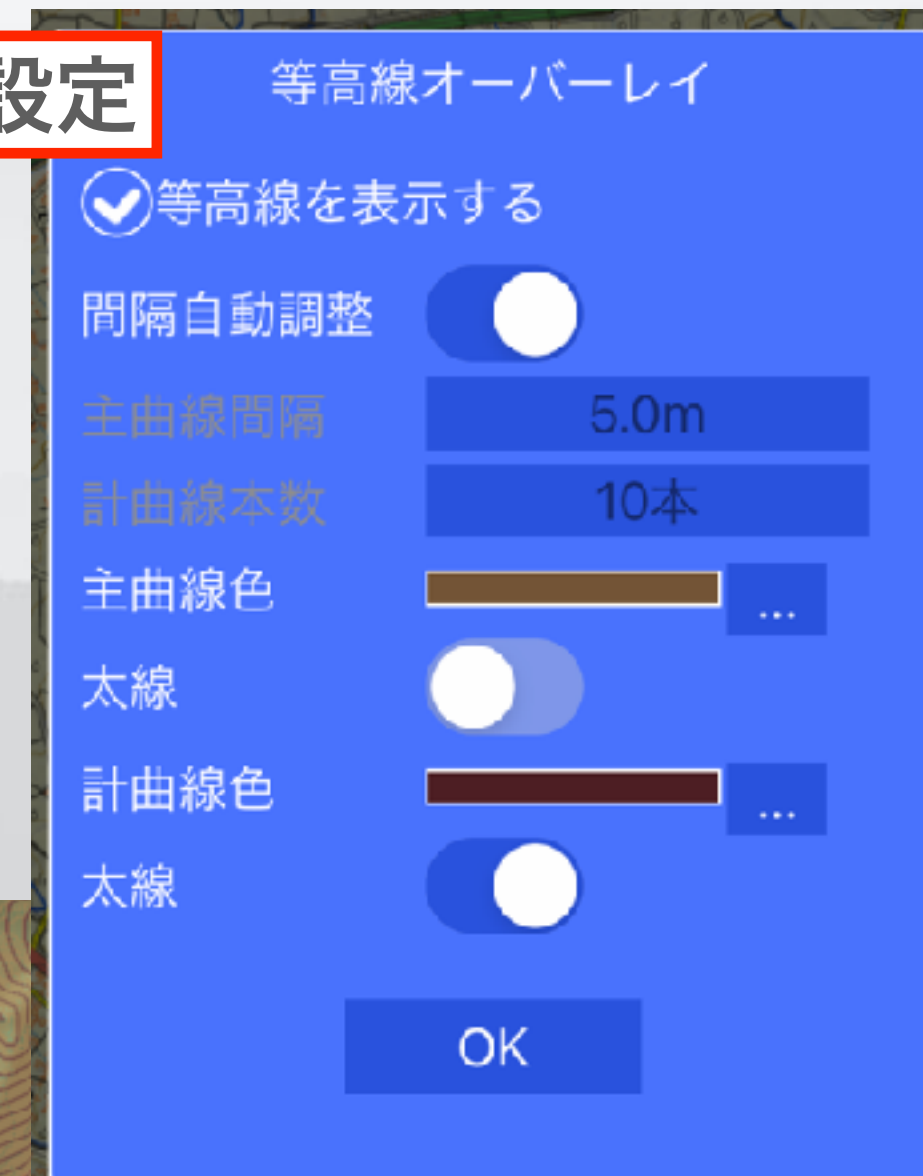 設定
等高線オーバーレイ
等高線を表示する
間隔自動調整
主曲線間隔 5.0m
計曲線本数 10本
主曲線色 ...
太線
計曲線色 ...
太線
OK